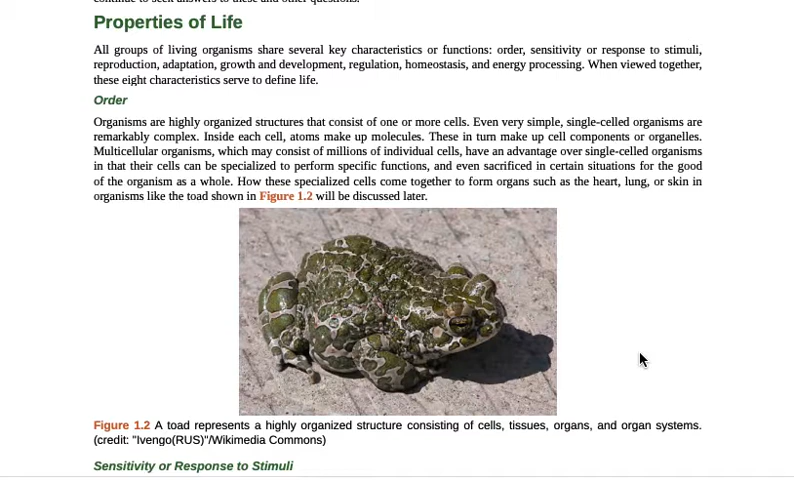 Properties of Life
All groups of living organisms share several key characteristics or functions: order, sensitivity or response to stimuli,
reproduction, adaptation, growth and development, regulation, homeostasis, and energy processing. When viewed together,
these eight characteristics serve to define life.
Order
Organisms are highly organized structures that consist of one or more cells. Even very simple, single-celled organisms are
remarkably complex. Inside each cell, atoms make up molecules. These in turn make up cell components or organelles.
Multicellular organisms, which may consist of millions of individual cells, have an advantage over single-celled organisms
in that their cells can be specialized to perform specific functions, and even sacrificed in certain situations for the good
of the organism as a whole. How these specialized cells come together to form organs such as the heart, lung, or skin in
organisms like the toad shown in Figure 1.2 will be discussed later.
Figure 1.2 A toad represents a highly organized structure consisting of cells, tissues, organs, and organ systems.
(credit: "Ivengo(RUS)"/Wikimedia Commons)
Sensitivity or Response to Stimuli